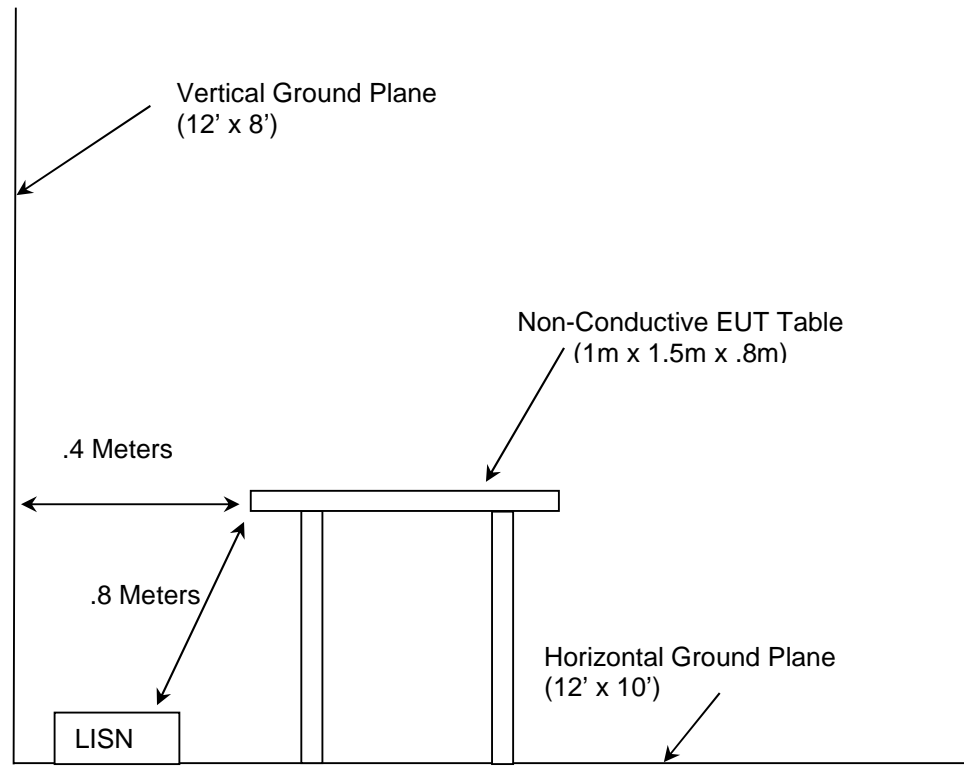 Vertical Ground Plane
(12’ x 8’)
Non-Conductive EUT Table
(1m x 1.5m x .8m)
.4 Meters
.8 Meters
Horizontal Ground Plane
(12’ x 10’)
LISN